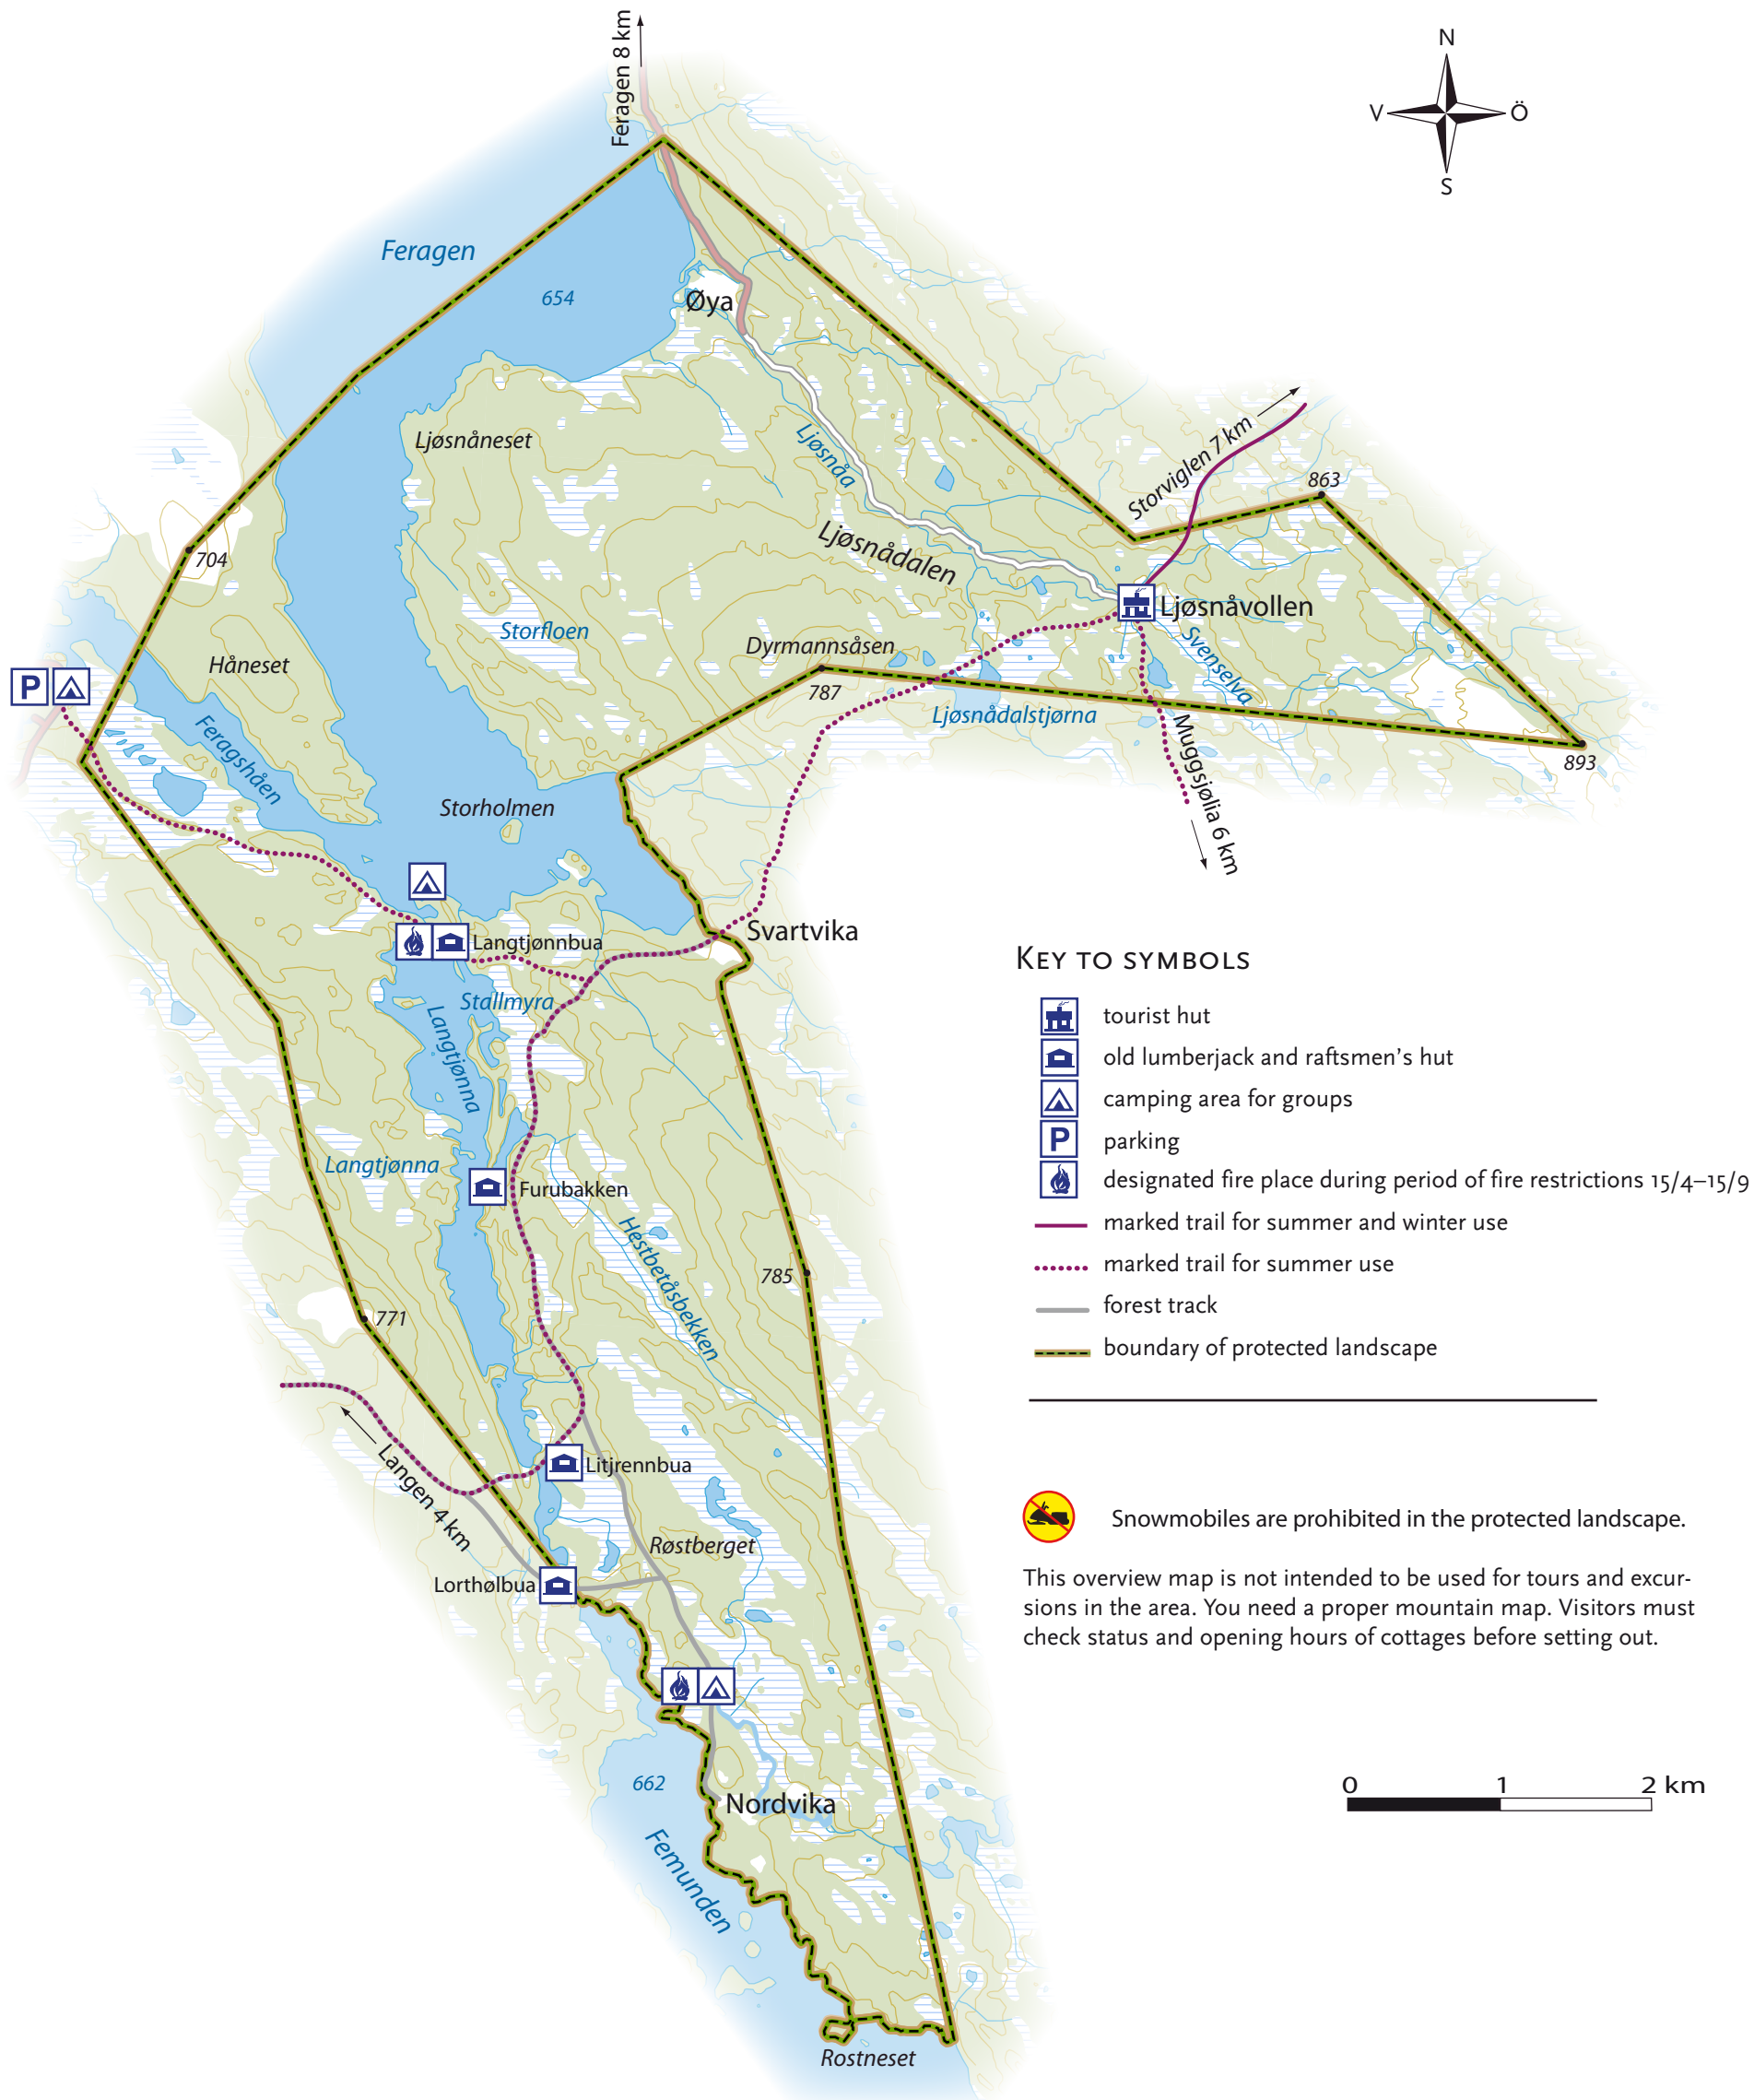 Feragen 8 km
N
V
Ö
S
Feragen
654
Øya
Ljøsnåneset
Ljøsnåa
Storviglen 7 km
863
Ljøsnådalen
704
Ljøsnåvollen
Storfloen
Svenselva
Dyrmannsåsen
Håneset
787
P
Ljøsnådalstjørna
Feragshåen
Muggsjølia 6 km
893
Storholmen
Svartvika
Langtjønnbua
Stallmyra
Langtjønna
Langtjønna
Furubakken
Hestbetåsbekken
785
771
Langen 4 km
Litjrennbua
Røstberget
Lorthølbua
662
Nordvika
Femunden
Rostneset
KEY TO SYMBOLS
tourist hut
old lumberjack and raftsmen's hut
camping area for groups
P parking
designated fire place during period of fire restrictions 15/4–15/9
marked trail for summer and winter use
marked trail for summer use
forest track
boundary of protected landscape
Snowmobiles are prohibited in the protected landscape.
This overview map is not intended to be used for tours and excur-
sions in the area. You need a proper mountain map. Visitors must
check status and opening hours of cottages before setting out.
0 1 2 km